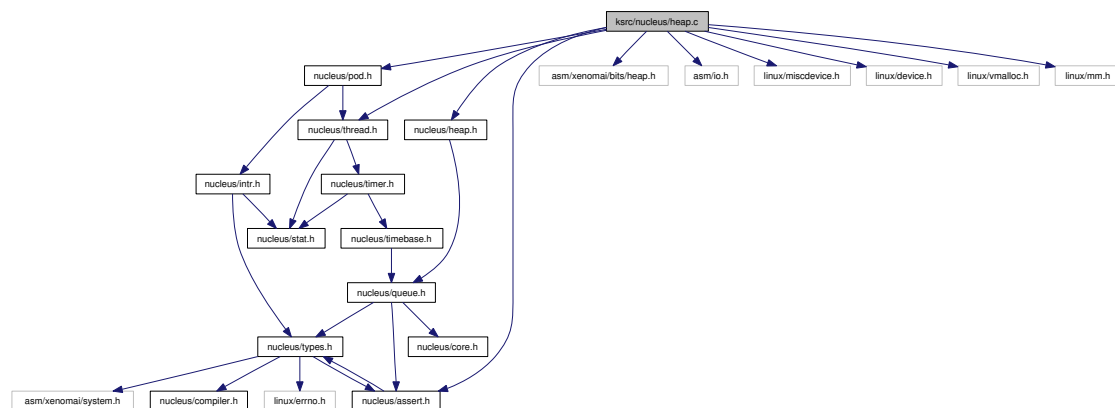 ksrc/nucleus/heap.c
nucleus/pod.h
asm/xenomai/bits/heap.h
asm/io.h
linux/miscdevice.h
linux/device.h
linux/vmalloc.h
linux/mm.h
nucleus/thread.h
nucleus/heap.h
nucleus/intr.h
nucleus/timer.h
nucleus/stat.h
nucleus/timebase.h
nucleus/queue.h
nucleus/types.h
nucleus/core.h
asm/xenomai/system.h
nucleus/compiler.h
linux/errno.h
nucleus/assert.h